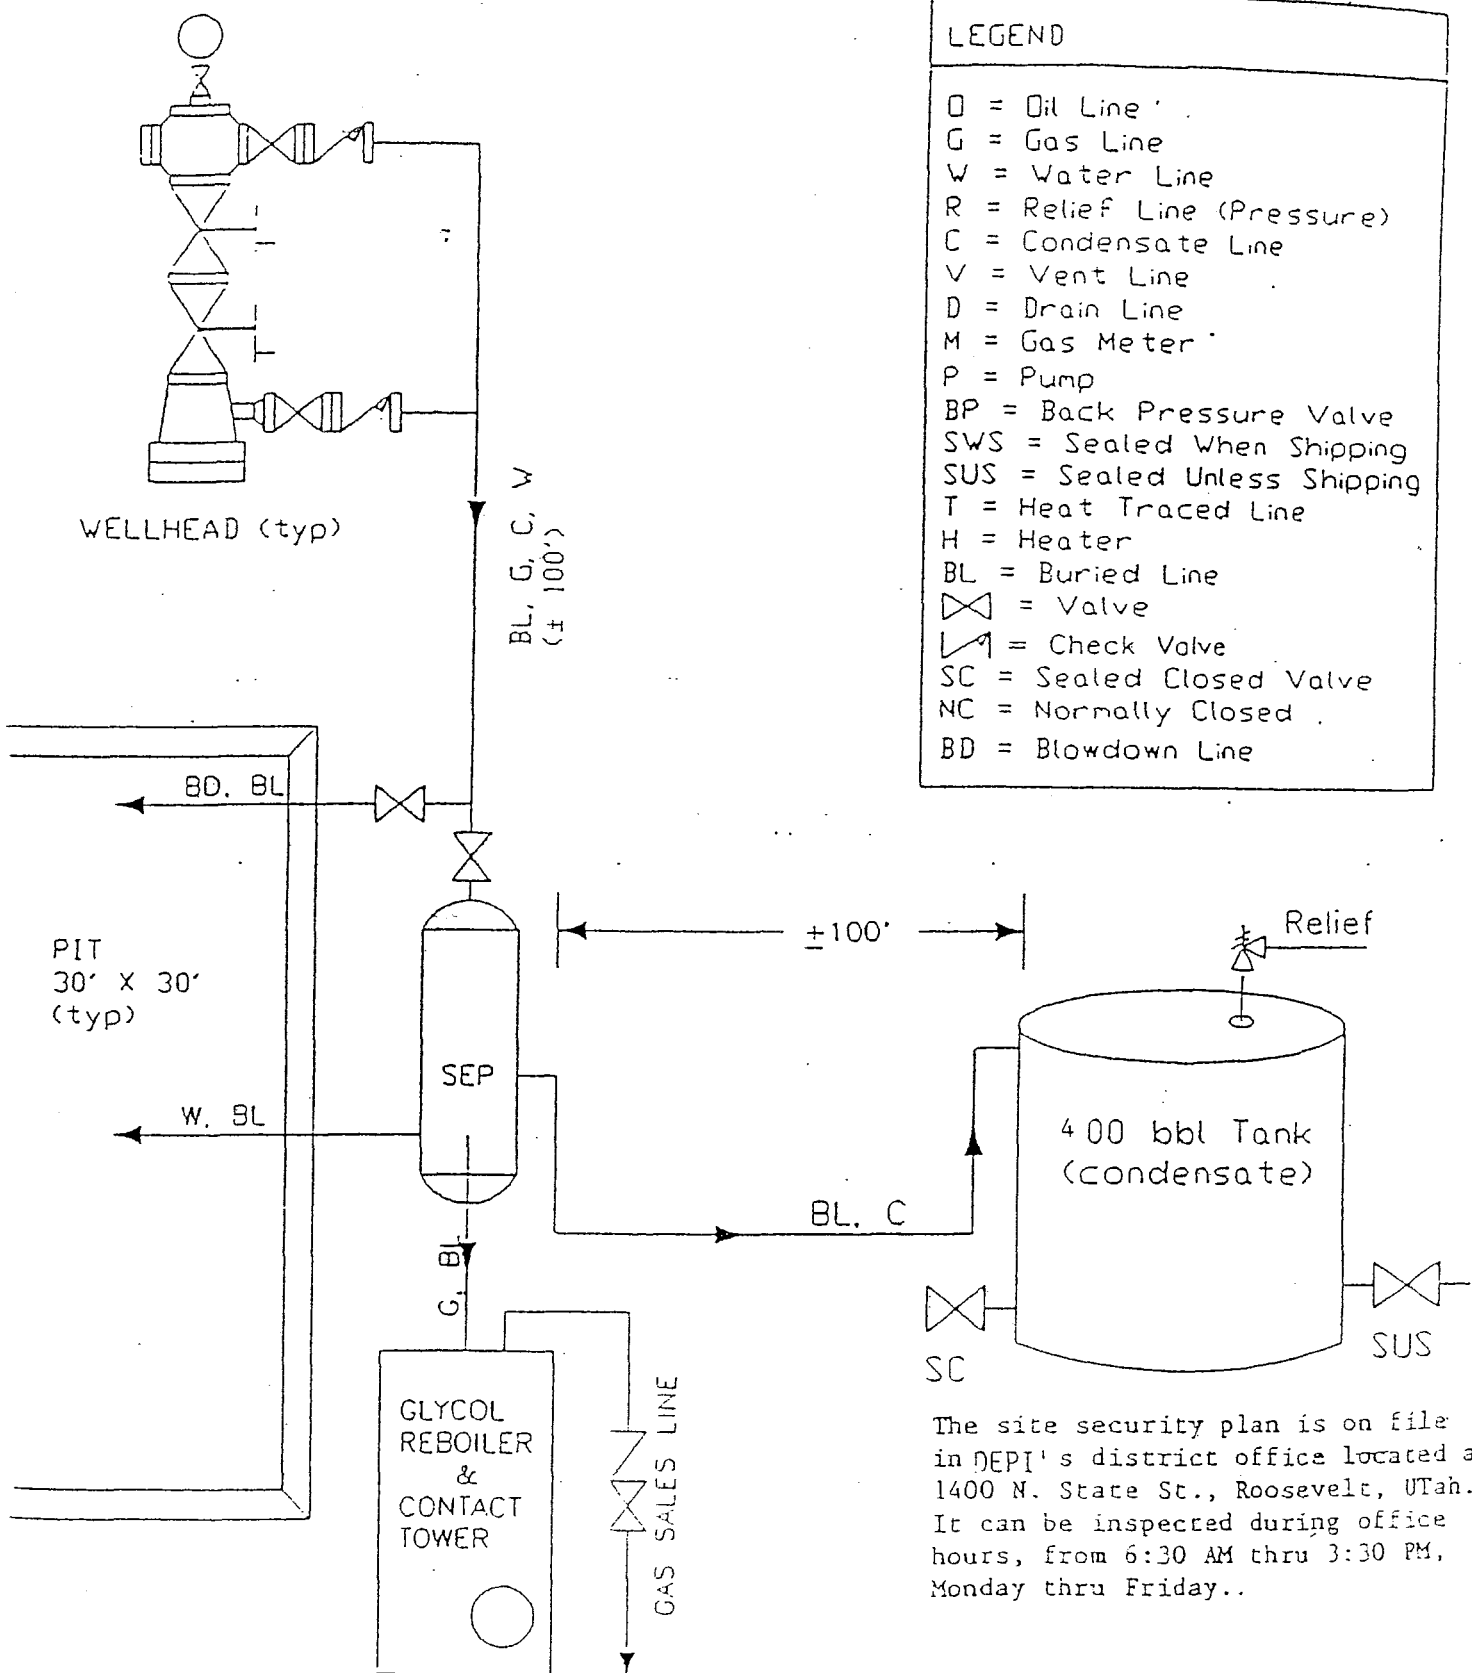 LEGEND
O = Oil Line
G = Gas Line
W = Water Line
R = Relief Line (Pressure)
C = Condensate Line
V = Vent Line
D = Drain Line
M = Gas Meter
P = Pump
BP = Back Pressure Valve
SWS = Sealed When Shipping
SUS = Sealed Unless Shipping
T = Heat Traced Line
H = Heater
BL = Buried Line
= Valve
= Check Valve
SC = Sealed Closed Valve
NC = Normally Closed
BD = Blowdown Line
WELLHEAD (typ)
BL, G, C, W
(± 100')
BD. BL
PIT
30' X 30'
(typ)
SEP
W. BL
±100'
Relief
400 bbl Tank
(condensate)
BL. C
G, BL
SC
SUS
GLYCOL
REBOILER
&
CONTACT
TOWER
GAS SALES LINE
The site security plan is on file
in DEPI's district office located a
1400 N. State St., Roosevelt, UTah.
It can be inspected during office
hours, from 6:30 AM thru 3:30 PM,
Monday thru Friday..